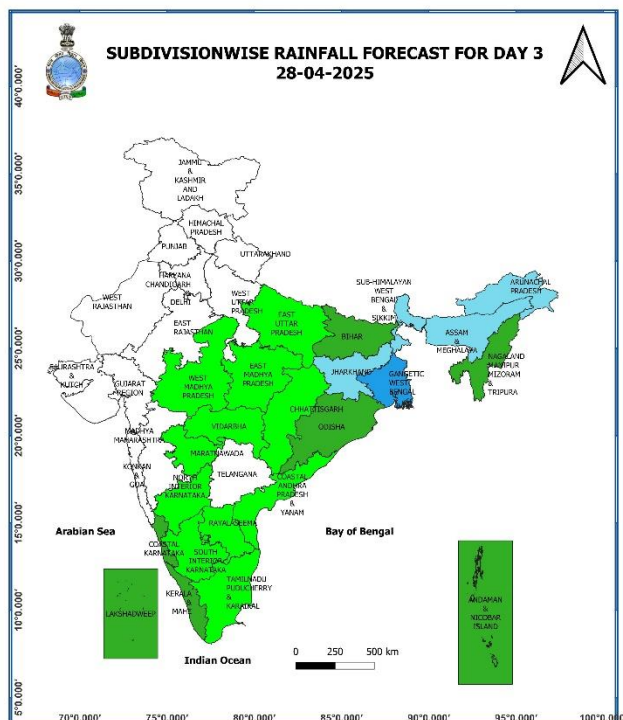 SUBDIVISIONWISE RAINFALL FORECAST FOR DAY 3
28-04-2025
40°0.000'
35°0.000'
30°0.000'
25°0.000'
20°0.000'
15°0.000'
10°0.000'
5°0.000'
JAMMU
&
KASHMIR
AND
LADAKH
HIMACHAL
PRADESH
PUNJAB
UTTARAKHAND
HARYANA
CHANDIGARH
DELHI
WEST
UTTAR
PRADESH
WEST
RAJASTHAN
EAST
RAJASTHAN
EAST
UTTAR
PRADESH
SUB-HIMALAYAN
WEST
BENGAL
&
SIKKIM
ARUNACHAL
PRADESH
BIHAR
ASSAM
&
MEGHALAYA
NAGALAND
MANIPUR
MIZORAM
&
TRIPURA
SAURASHTRA
&
KUTCH
GUJARAT
REGION
WEST
MADHYA
PRADESH
EAST
MADHYA
PRADESH
JHARKHAND
GANGETIC
WEST
BENGAL
CHHATTISGARH
ODISHA
VIDARBHA
MADHYA
MAHARASHTRA
MARATHWADA
KONKAN
&
GOA
TELANGANA
NORTH
INTERIOR
KARNATAKA
COASTAL
ANDHRA
PRADESH
&
YANAM
RAYALASEEMA
Arabian Sea
Bay of Bengal
COASTAL
KARNATAKA
SOUTH
INTERIOR
KARNATAKA
TAMILNADU
PUDUCHERRY
&
KARAIKAL
KERALA
&
MAHE
LAKSHADWEEP
ANDAMAN
&
NICOBAR
ISLAND
Indian Ocean
0 250 500 km
70°0.000' 75°0.000' 80°0.000' 85°0.000' 90°0.000' 95°0.000' 100°0.000'